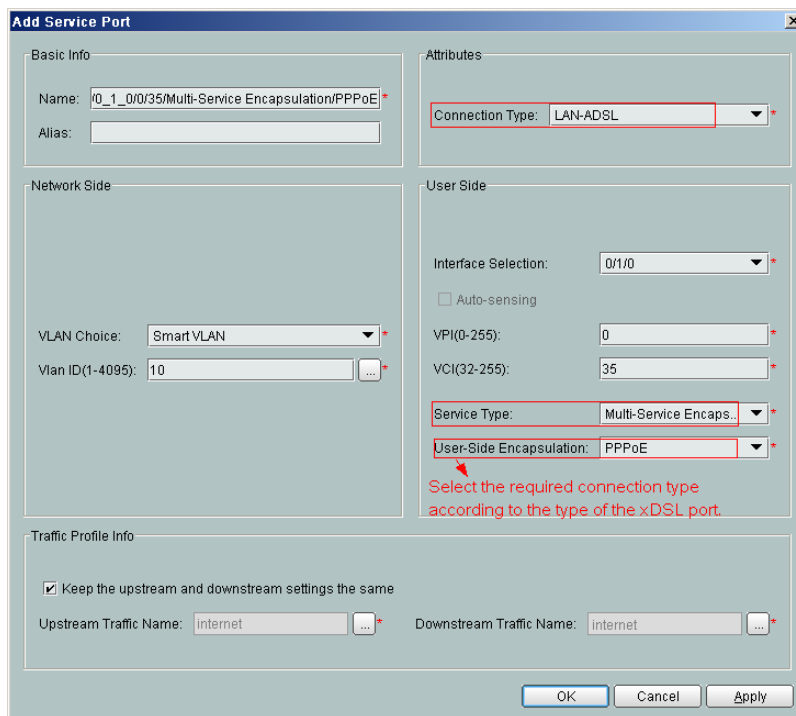 Add Service Port
Basic Info
Name: /0_1_0/0/35/Multi-Service Encapsulation/PPPoE *
Alias:
Attributes
Connection Type: LAN-ADSL *
Network Side
VLAN Choice: Smart VLAN *
Vlan ID(1-4095): 10 ... *
User Side
Interface Selection: 0/1/0 *
Auto-sensing
VPI(0-255): 0 *
VCI(32-255): 35 *
Service Type: Multi-Service Encaps.. *
User-Side Encapsulation: PPPoE *
Select the required connection type
according to the type of the xDSL port.
Traffic Profile Info
Keep the upstream and downstream settings the same
Upstream Traffic Name: internet ... * Downstream Traffic Name: internet ... *
OK Cancel Apply